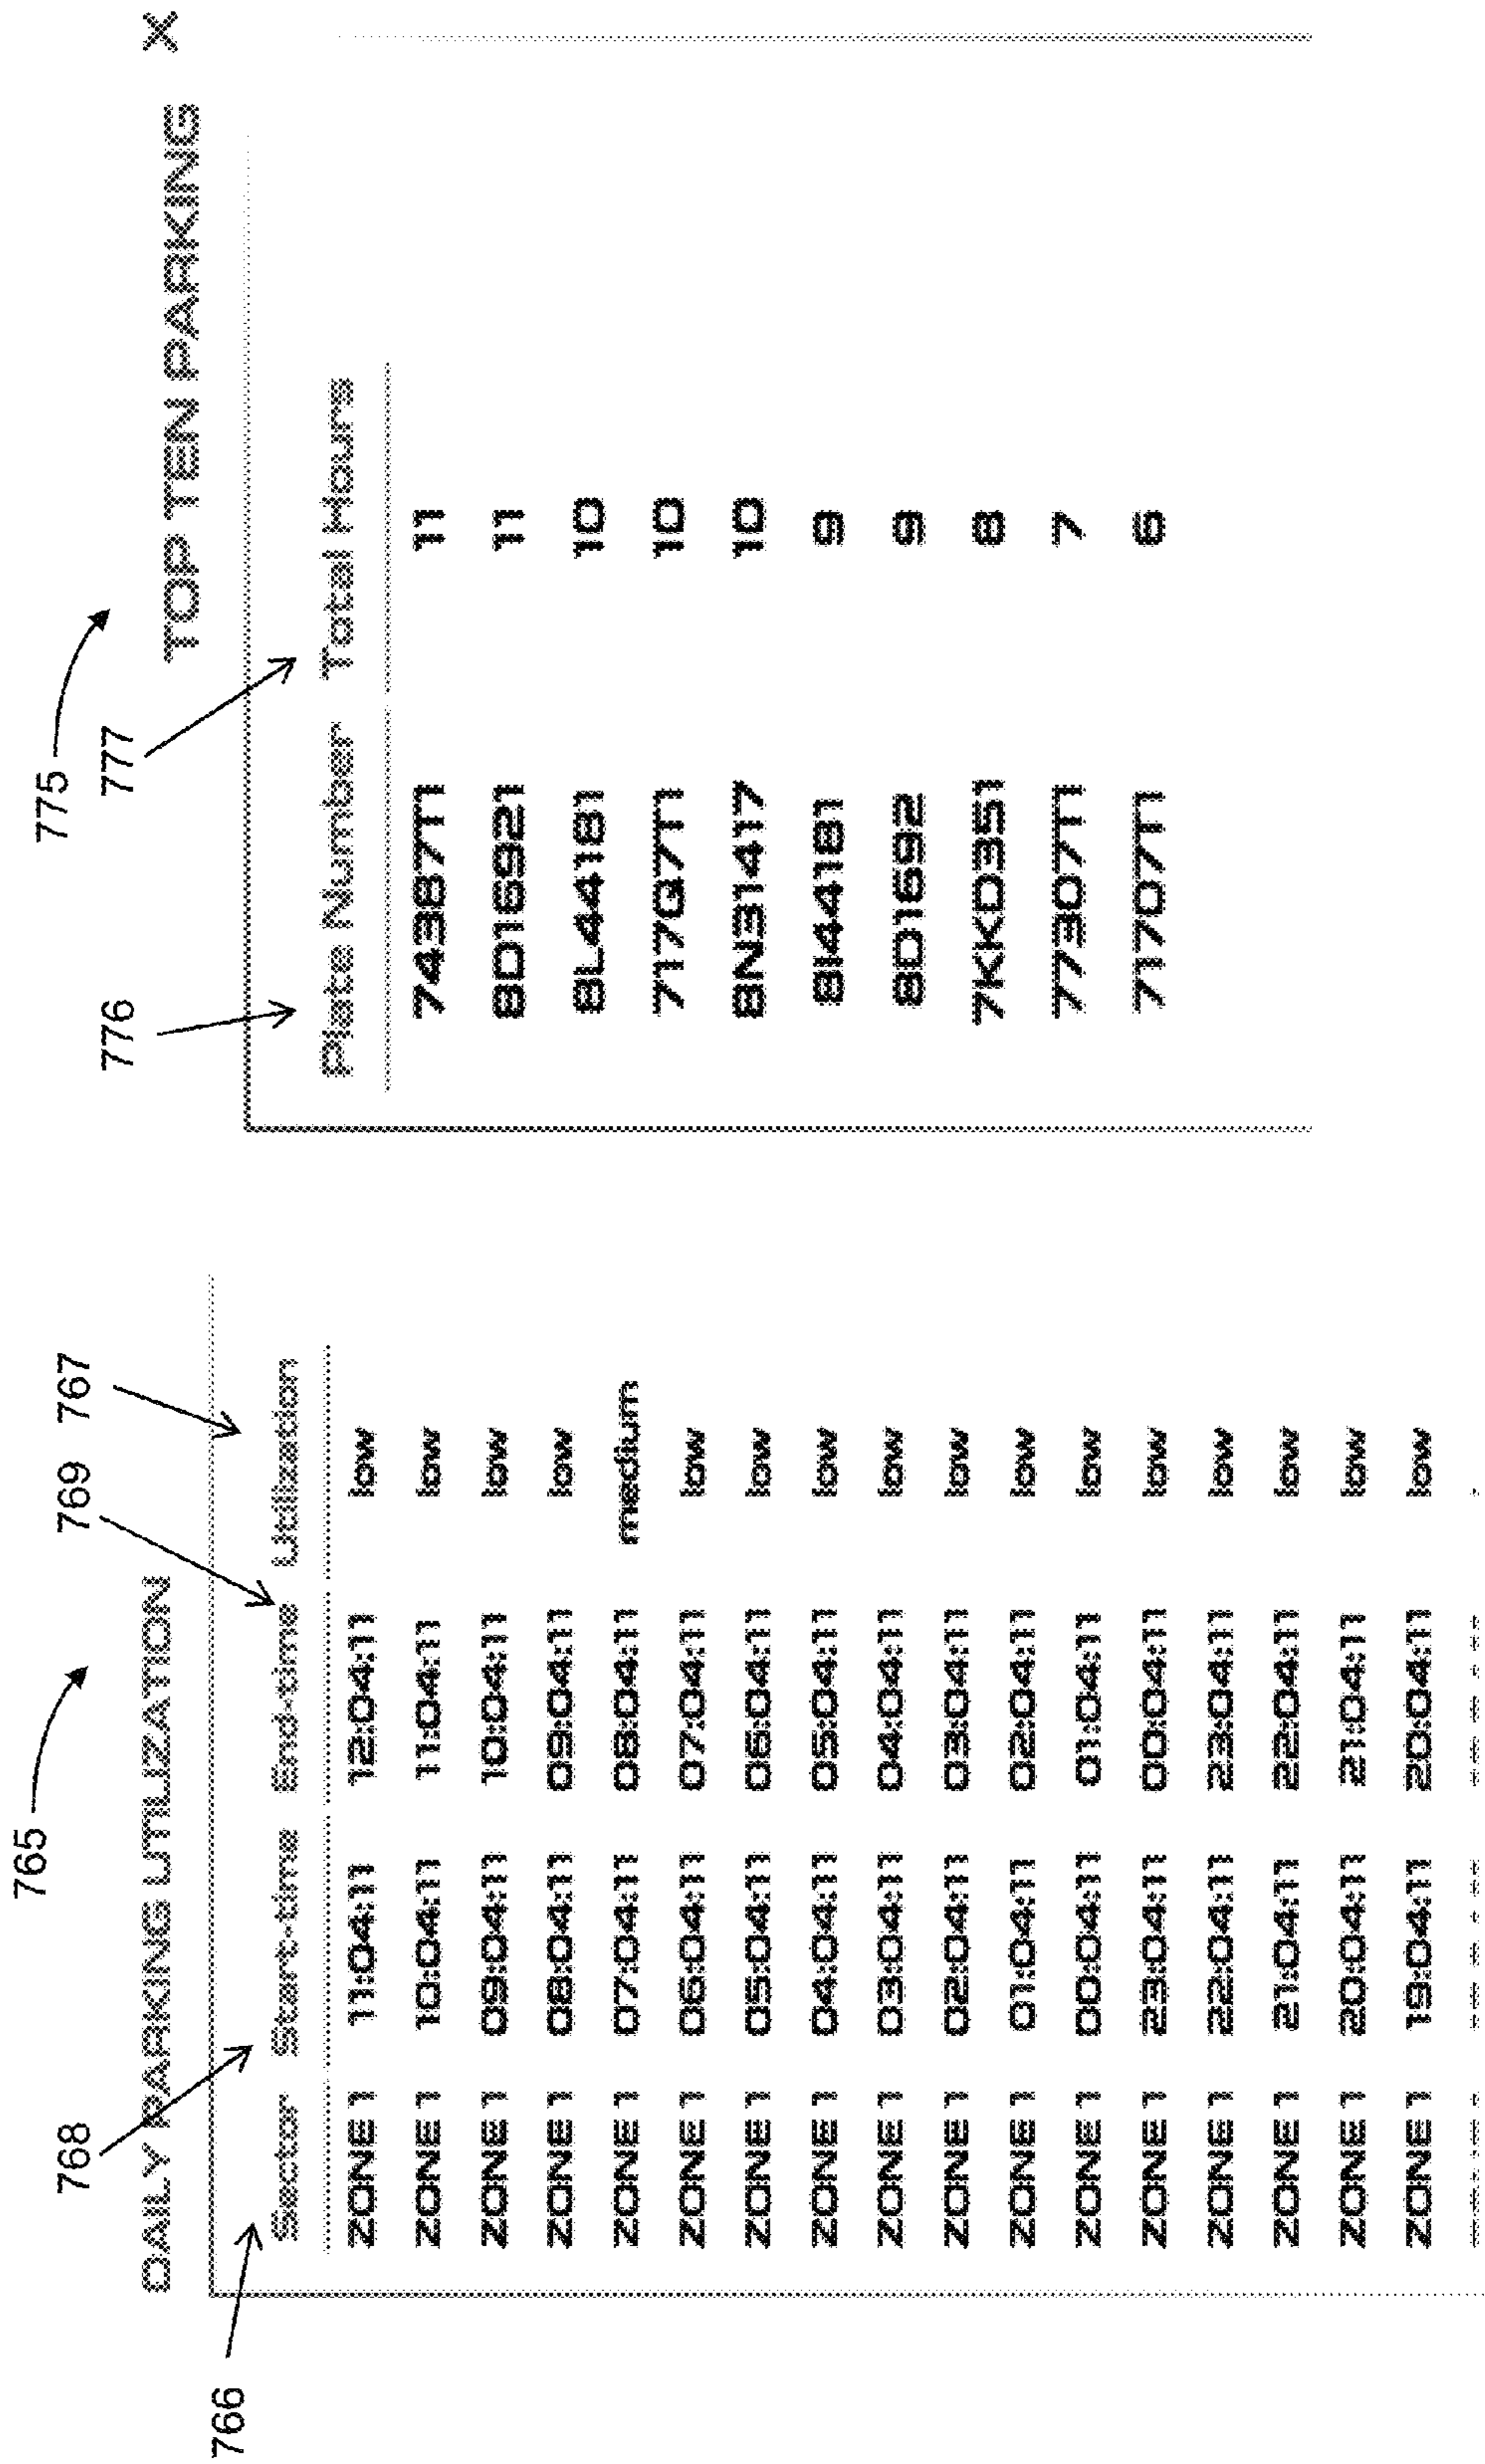 765
DAILY PARKING UTILIZATION
766 768 769 767
Sector Start-time End-time Utilization
ZONE 1 11:04:11 12:04:11 low
ZONE 1 10:04:11 11:04:11 low
ZONE 1 09:04:11 10:04:11 low
ZONE 1 08:04:11 09:04:11 low
ZONE 1 07:04:11 08:04:11 medium
ZONE 1 06:04:11 07:04:11 low
ZONE 1 05:04:11 06:04:11 low
ZONE 1 04:04:11 05:04:11 low
ZONE 1 03:04:11 04:04:11 low
ZONE 1 02:04:11 03:04:11 low
ZONE 1 01:04:11 02:04:11 low
ZONE 1 00:04:11 01:04:11 low
ZONE 1 23:04:11 00:04:11 low
ZONE 1 22:04:11 23:04:11 low
ZONE 1 21:04:11 22:04:11 low
ZONE 1 20:04:11 21:04:11 low
ZONE 1 19:04:11 20:04:11 low
775
TOP TEN PARKING X
776 777
Plate Number Total Hours
74387T1 11
8D16921 11
8L44181 10
717Q7T1 10
8N31417 10
8I44181 9
8D1692 9
7KKD351 8
77307T1 7
71707T1 6